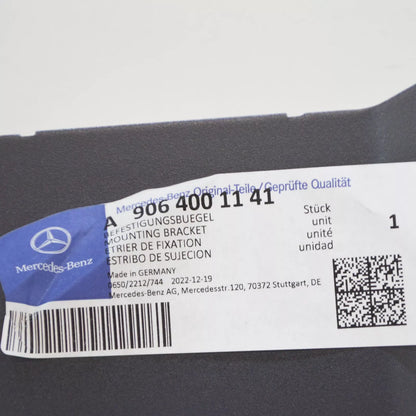 Mercedes-Benz Original-Teile/Geprüfte Qualität
A 906 400 11 41
BEFESTIGUNGSBUEGEL
MOUNTING BRACKET
ETRIER DE FIXATION
ESTRIBO DE SUJECION
Stück
unit
unité
unidad
1
Mercedes-Benz
Made in GERMANY
0650/2212/744 2022-12-19
Mercedes-Benz AG, Mercedesstr.120, 70372 Stuttgart, DE